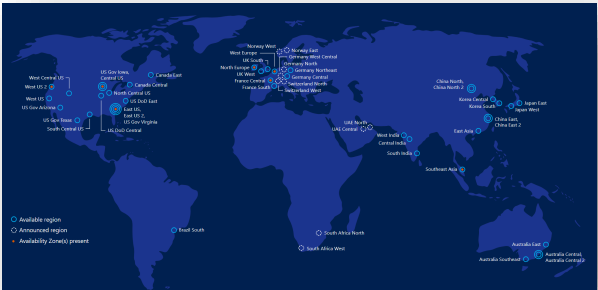 Norway West
Norway East
West Europe
Germany West Central
UK South
Germany North
North Europe
Germany Northeast
UK West
Germany Central
France Central
Switzerland North
France South
Switzerland West
West Central US
US Gov Iowa,
Central US
Canada East
West US 2
Canada Central
North Central US
West US
US DoD East
US Gov Arizona
East US,
East US 2,
US Gov Virginia
US Gov Texas
South Central US
US DoD Central
China North,
China North 2
Korea Central
Korea South
Japan East
Japan West
China East,
China East 2
East Asia
UAE North
UAE Central
West India
Central India
South India
Southeast Asia
Available region
Announced region
Availability Zone(s) present
Brazil South
South Africa North
South Africa West
Australia East
Australia Central,
Australia Central 2
Australia Southeast